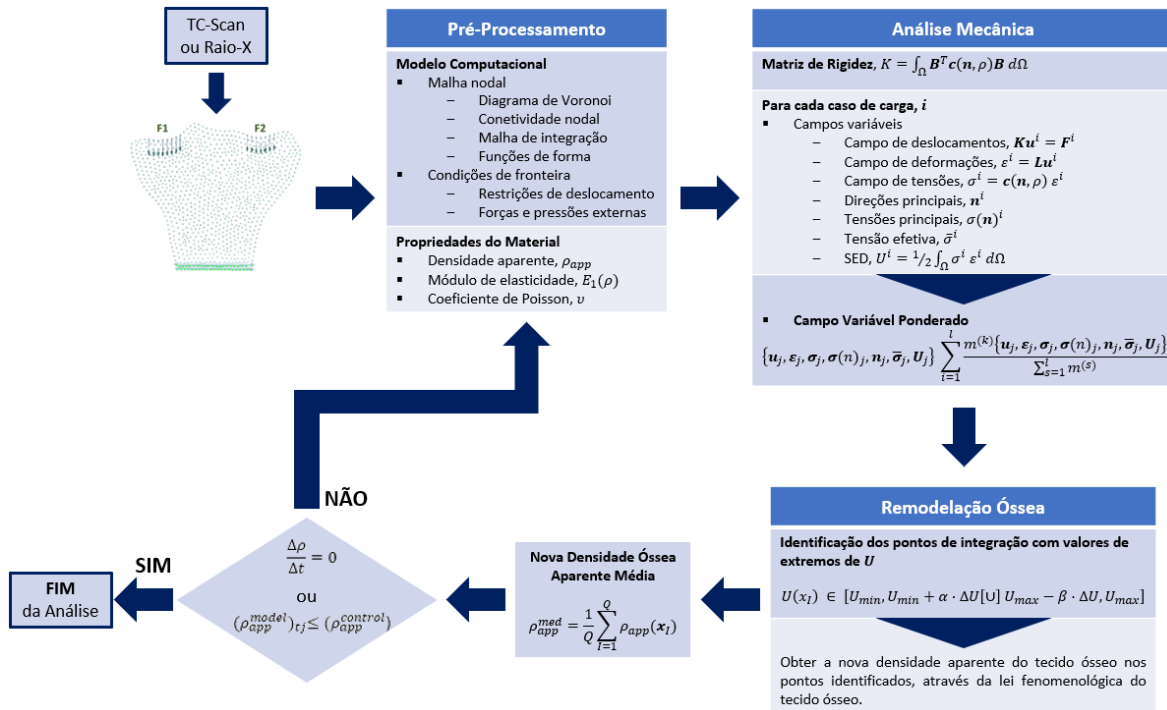 TC-Scan
ou Raio-X
F1
F2
Pré-Processamento
Modelo Computacional
▪ Malha nodal
– Diagrama de Voronoi
– Conetividade nodal
– Malha de integração
– Funções de forma
▪ Condições de fronteira
– Restrições de deslocamento
– Forças e pressões externas
Propriedades do Material
▪ Densidade aparente, ρ_app
▪ Módulo de elasticidade, E_1(ρ)
▪ Coeficiente de Poisson, υ
Análise Mecânica
Matriz de Rigidez, K = ∫_Ω B^T c(n, ρ)B dΩ
Para cada caso de carga, i
▪ Campos variáveis
– Campo de deslocamentos, Ku^i = F^i
– Campo de deformações, ε^i = Lu^i
– Campo de tensões, σ^i = c(n, ρ) ε^i
– Direções principais, n^i
– Tensões principais, σ(n)^i
– Tensão efetiva, σ̄^i
– SED, U^i = 1/2 ∫_Ω σ^i ε^i dΩ
▪ Campo Variável Ponderado
{u_j, ε_j, σ_j, σ(n)_j, n_j, σ̄_j, U_j} ∑_{i=1}^{l} m^(k){u_j, ε_j, σ_j, σ(n)_j, n_j, σ̄_j, U_j} / ∑_{s=1}^{l} m^(s)
Remodelação Óssea
Identificação dos pontos de integração com valores de
extremos de U
U(x_I) ∈ [U_min, U_min + α · ΔU[∪] U_max − β · ΔU, U_max]
Obter a nova densidade aparente do tecido ósseo nos
pontos identificados, através da lei fenomenológica do
tecido ósseo.
Nova Densidade Óssea
Aparente Média
ρ_app^med = 1/Q ∑_{I=1}^{Q} ρ_app(x_I)
NÃO
Δρ/Δt = 0
ou
(ρ_app^model)_tj ≤ (ρ_app^control)
SIM
FIM
da Análise